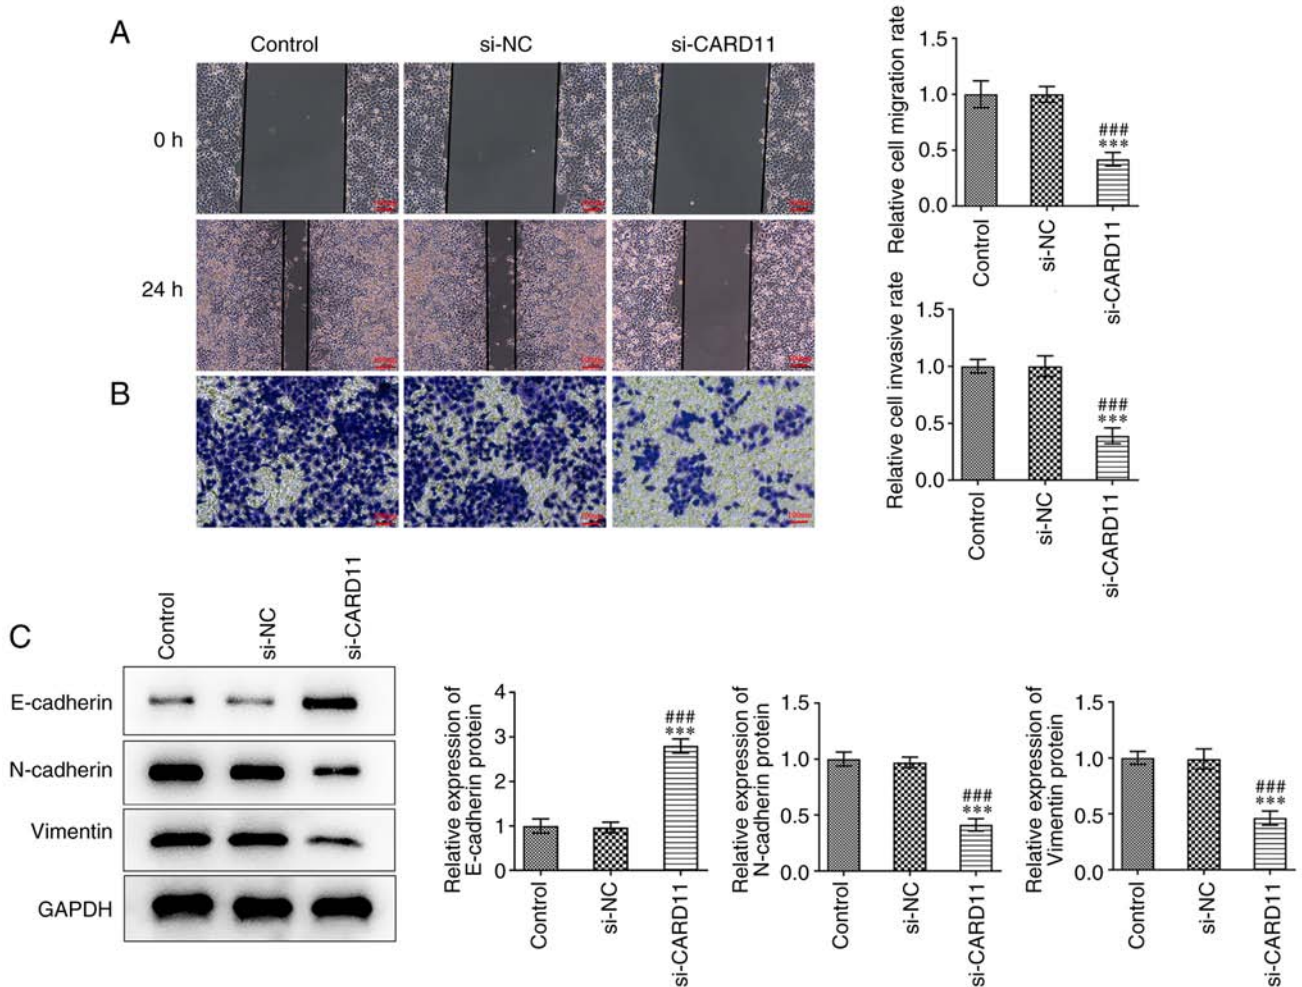 A
Control
si-NC
si-CARD11
0 h
24 h
Relative cell migration rate
1.5
1.0
0.5
0.0
###
***
Control
si-NC
si-CARD11
B
Relative cell invasive rate
1.5
1.0
0.5
0.0
###
***
Control
si-NC
si-CARD11
C
Control
si-NC
si-CARD11
E-cadherin
N-cadherin
Vimentin
GAPDH
Relative expression of
E-cadherin protein
4
3
2
1
0
###
***
Control
si-NC
si-CARD11
Relative expression of
N-cadherin protein
1.5
1.0
0.5
0.0
###
***
Control
si-NC
si-CARD11
Relative expression of
Vimentin protein
1.5
1.0
0.5
0.0
###
***
Control
si-NC
si-CARD11